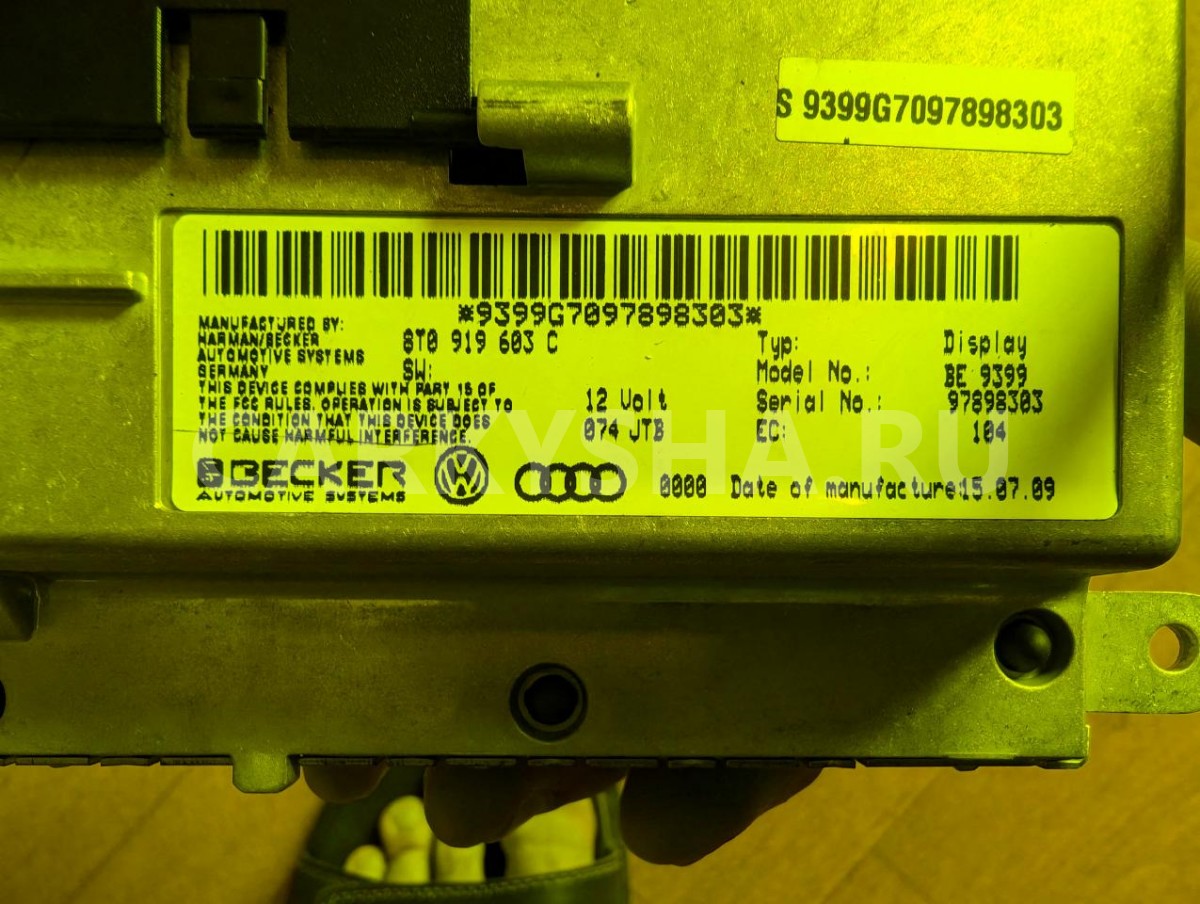 S 9399G7097898303
*9399G7097898303*
MANUFACTURED BY:
HARMAN/BECKER
AUTOMOTIVE SYSTEMS
GERMANY
THIS DEVICE COMPLIES WITH PART 15 OF
THE FCC RULES. OPERATION IS SUBJECT TO
THE CONDITION THAT THIS DEVICE DOES
NOT CAUSE HARMFUL INTERFERENCE.
8T0 919 603 C
SW:
12 Volt
074 JTB
Typ: Display
Model No.: BE 9399
Serial No.: 97898303
EC: 104
BECKER
AUTOMOTIVE SYSTEMS
VW
0000 Date of manufacture:15.07.09
CARXYSHA.RU